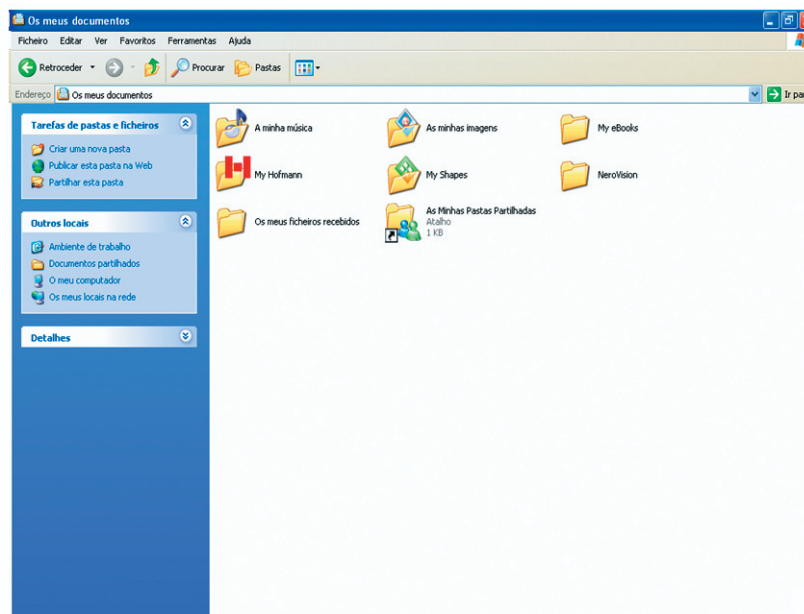 Os meus documentos
Ficheiro Editar Ver Favoritos Ferramentas Ajuda
Retroceder Procurar Pastas
Endereço Os meus documentos Ir par
Tarefas de pastas e ficheiros
Criar uma nova pasta
Publicar esta pasta na Web
Partilhar esta pasta
Outros locais
Ambiente de trabalho
Documentos partilhados
O meu computador
Os meus locais na rede
Detalhes
A minha música As minhas imagens My eBooks
My Hofmann My Shapes NeroVision
Os meus ficheiros recebidos As Minhas Pastas Partilhadas
Atalho
1 KB